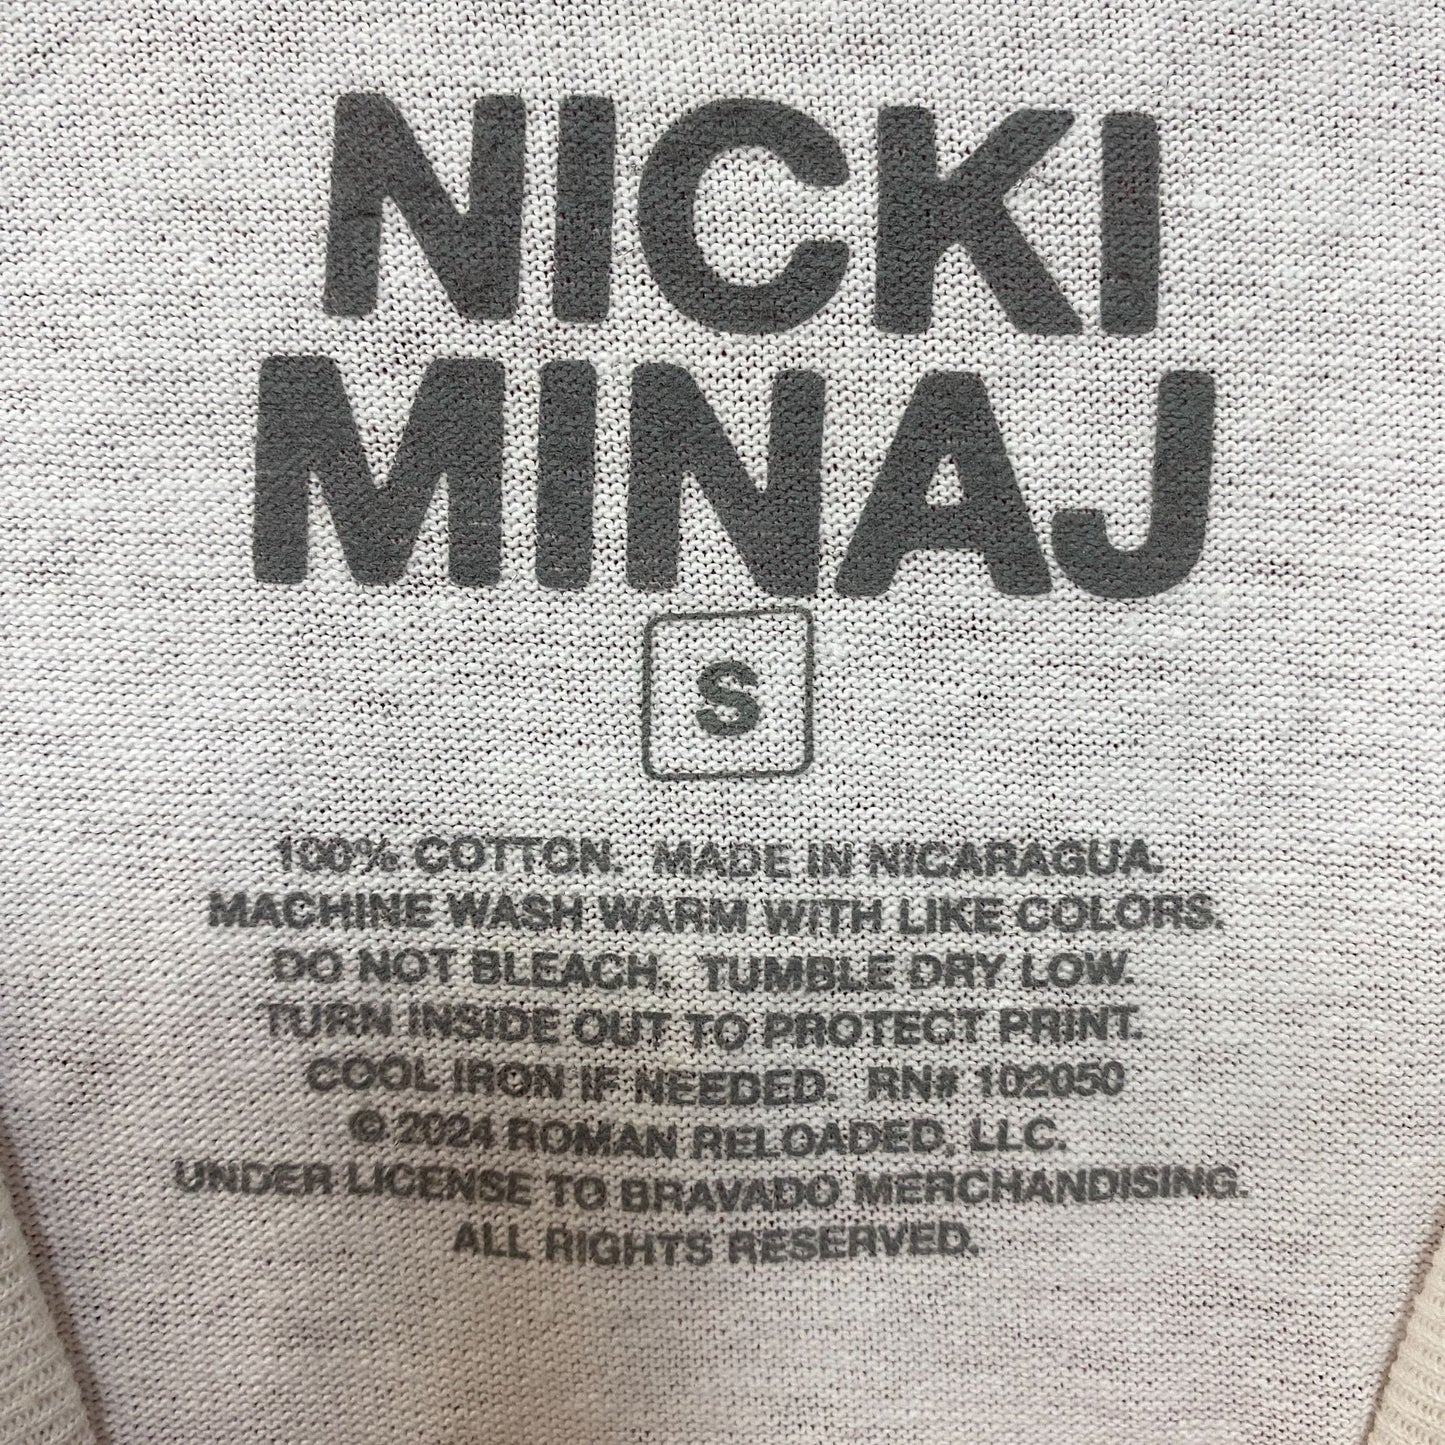 NICKI
MINAJ
S
100% COTTON. MADE IN NICARAGUA.
MACHINE WASH WARM WITH LIKE COLORS.
DO NOT BLEACH. TUMBLE DRY LOW.
TURN INSIDE OUT TO PROTECT PRINT.
COOL IRON IF NEEDED. RN# 102050
© 2024 ROMAN RELOADED, LLC.
UNDER LICENSE TO BRAVADO MERCHANDISING.
ALL RIGHTS RESERVED.